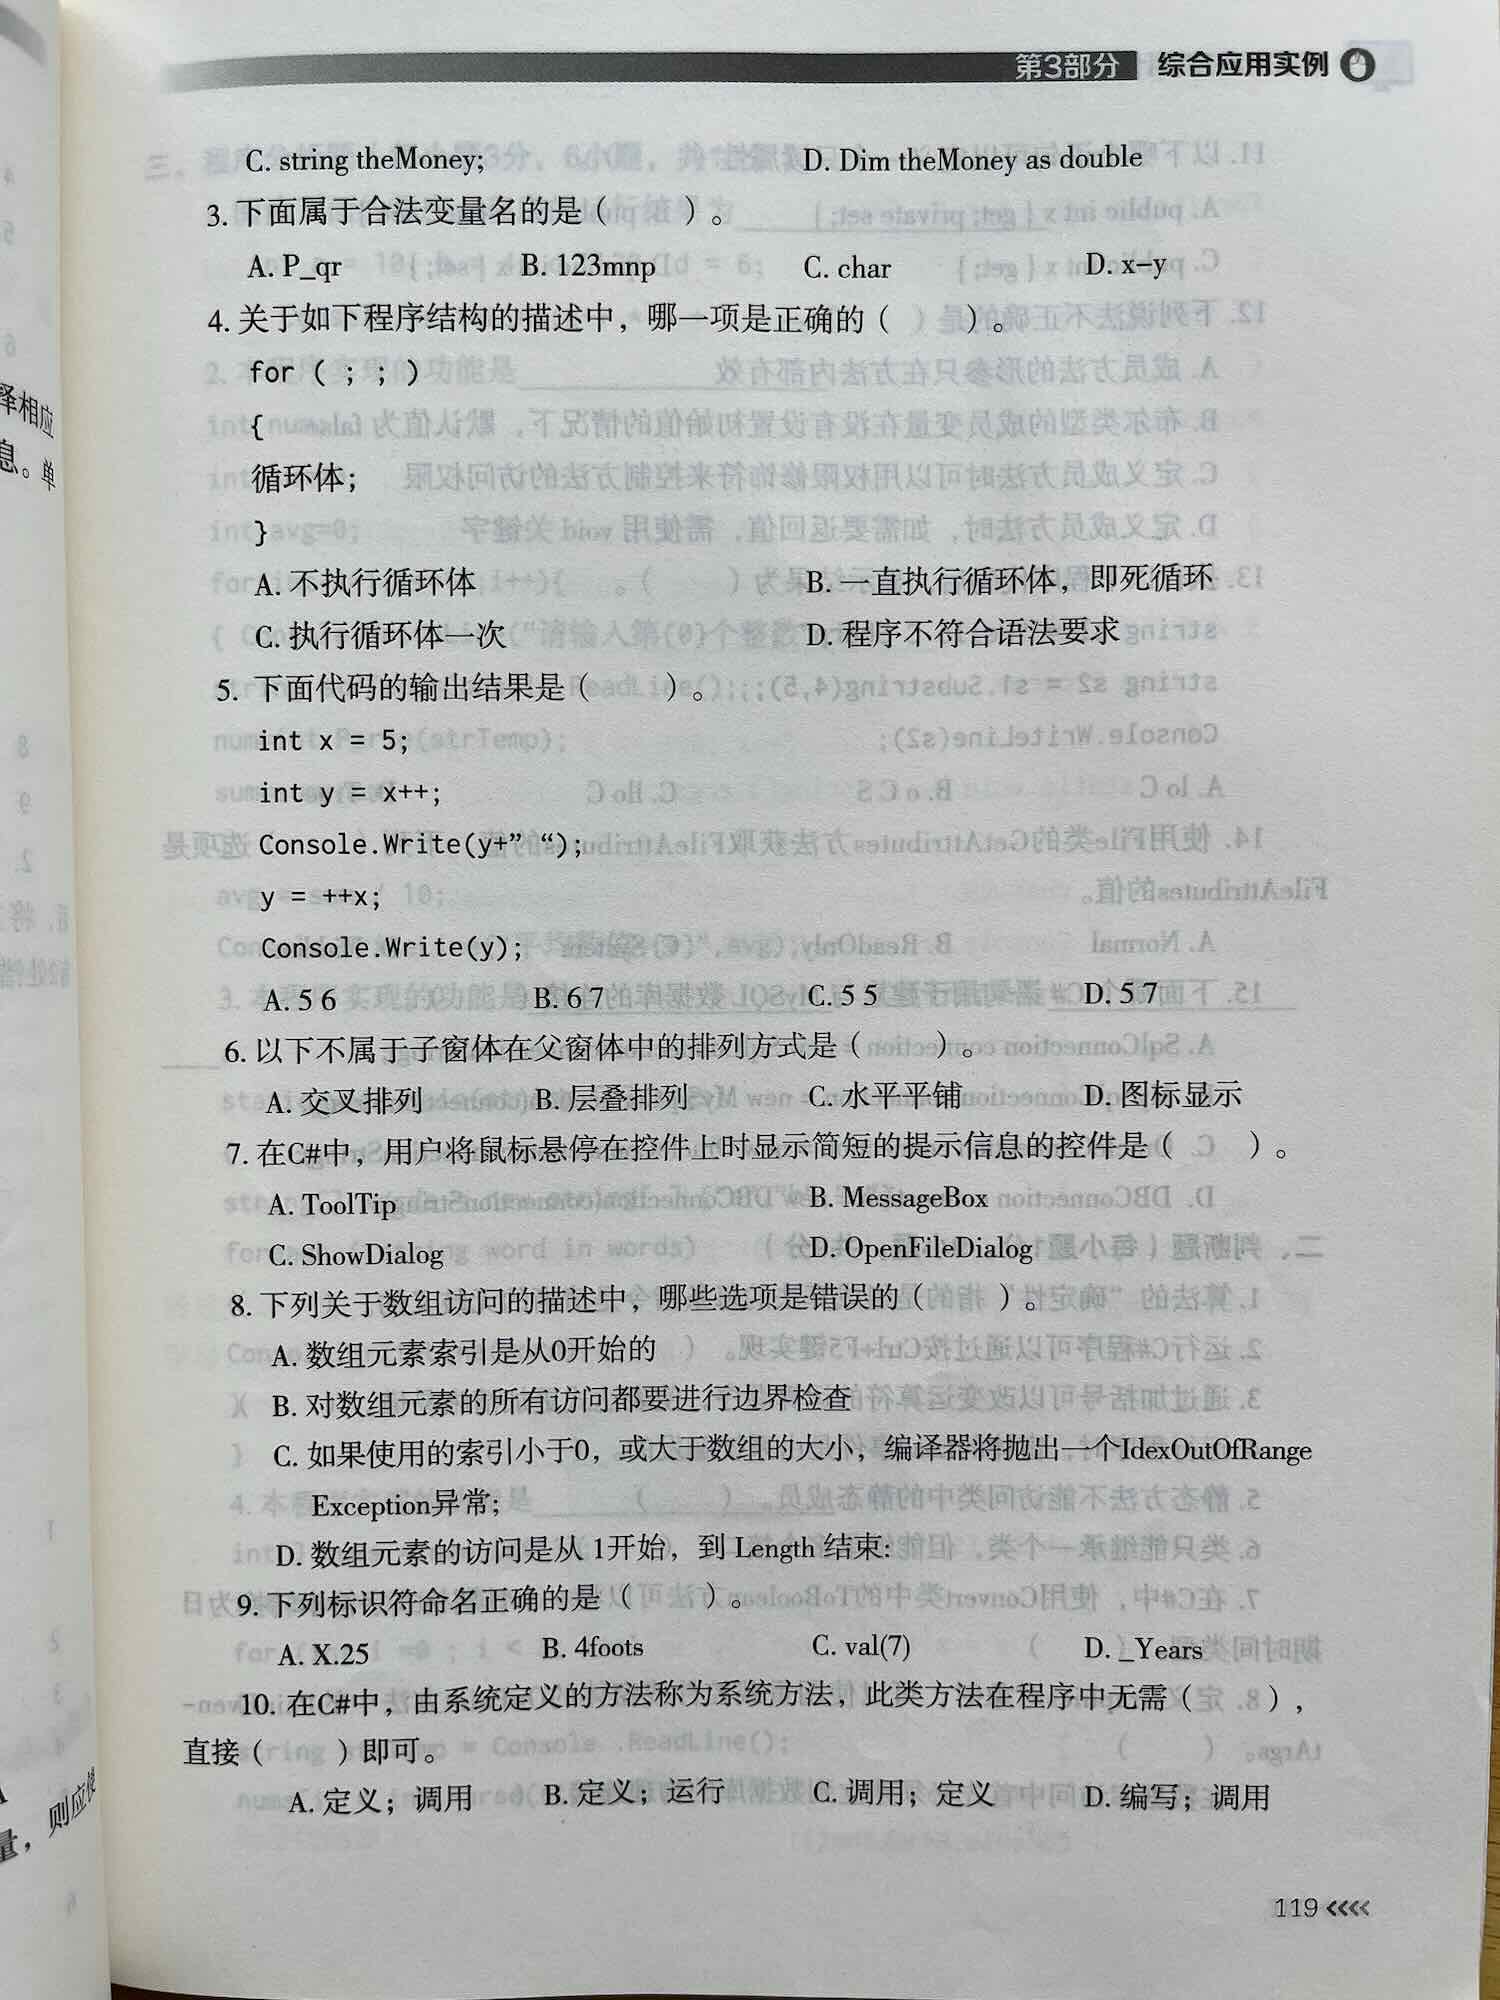 第3部分 综合应用实例
C. string theMoney; D. Dim theMoney as double
3. 下面属于合法变量名的是（ ）。
A. P_qr B. 123mnp C. char D. x-y
4. 关于如下程序结构的描述中，哪一项是正确的（ ）。
for ( ; ; )
{
循环体；
}
A. 不执行循环体 B. 一直执行循环体，即死循环
C. 执行循环体一次 D. 程序不符合语法要求
5. 下面代码的输出结果是（ ）。
int x = 5;
int y = x++;
Console.Write(y+” “);
y = ++x;
Console.Write(y);
A. 5 6 B. 6 7 C. 5 5 D. 5 7
6. 以下不属于子窗体在父窗体中的排列方式是（ ）。
A. 交叉排列 B. 层叠排列 C. 水平平铺 D. 图标显示
7. 在C#中，用户将鼠标悬停在控件上时显示简短的提示信息的控件是（ ）。
A. ToolTip B. MessageBox
C. ShowDialog D. OpenFileDialog
8. 下列关于数组访问的描述中，哪些选项是错误的（ ）。
A. 数组元素索引是从0开始的
B. 对数组元素的所有访问都要进行边界检查
C. 如果使用的索引小于0，或大于数组的大小，编译器将抛出一个IdexOutOfRange
Exception异常；
D. 数组元素的访问是从 1开始，到 Length 结束:
9. 下列标识符命名正确的是（ ）。
A. X.25 B. 4foots C. val(7) D. _Years
10. 在C#中，由系统定义的方法称为系统方法，此类方法在程序中无需（ ），
直接（ ）即可。
A. 定义；调用 B. 定义；运行 C. 调用；定义 D. 编写；调用
119